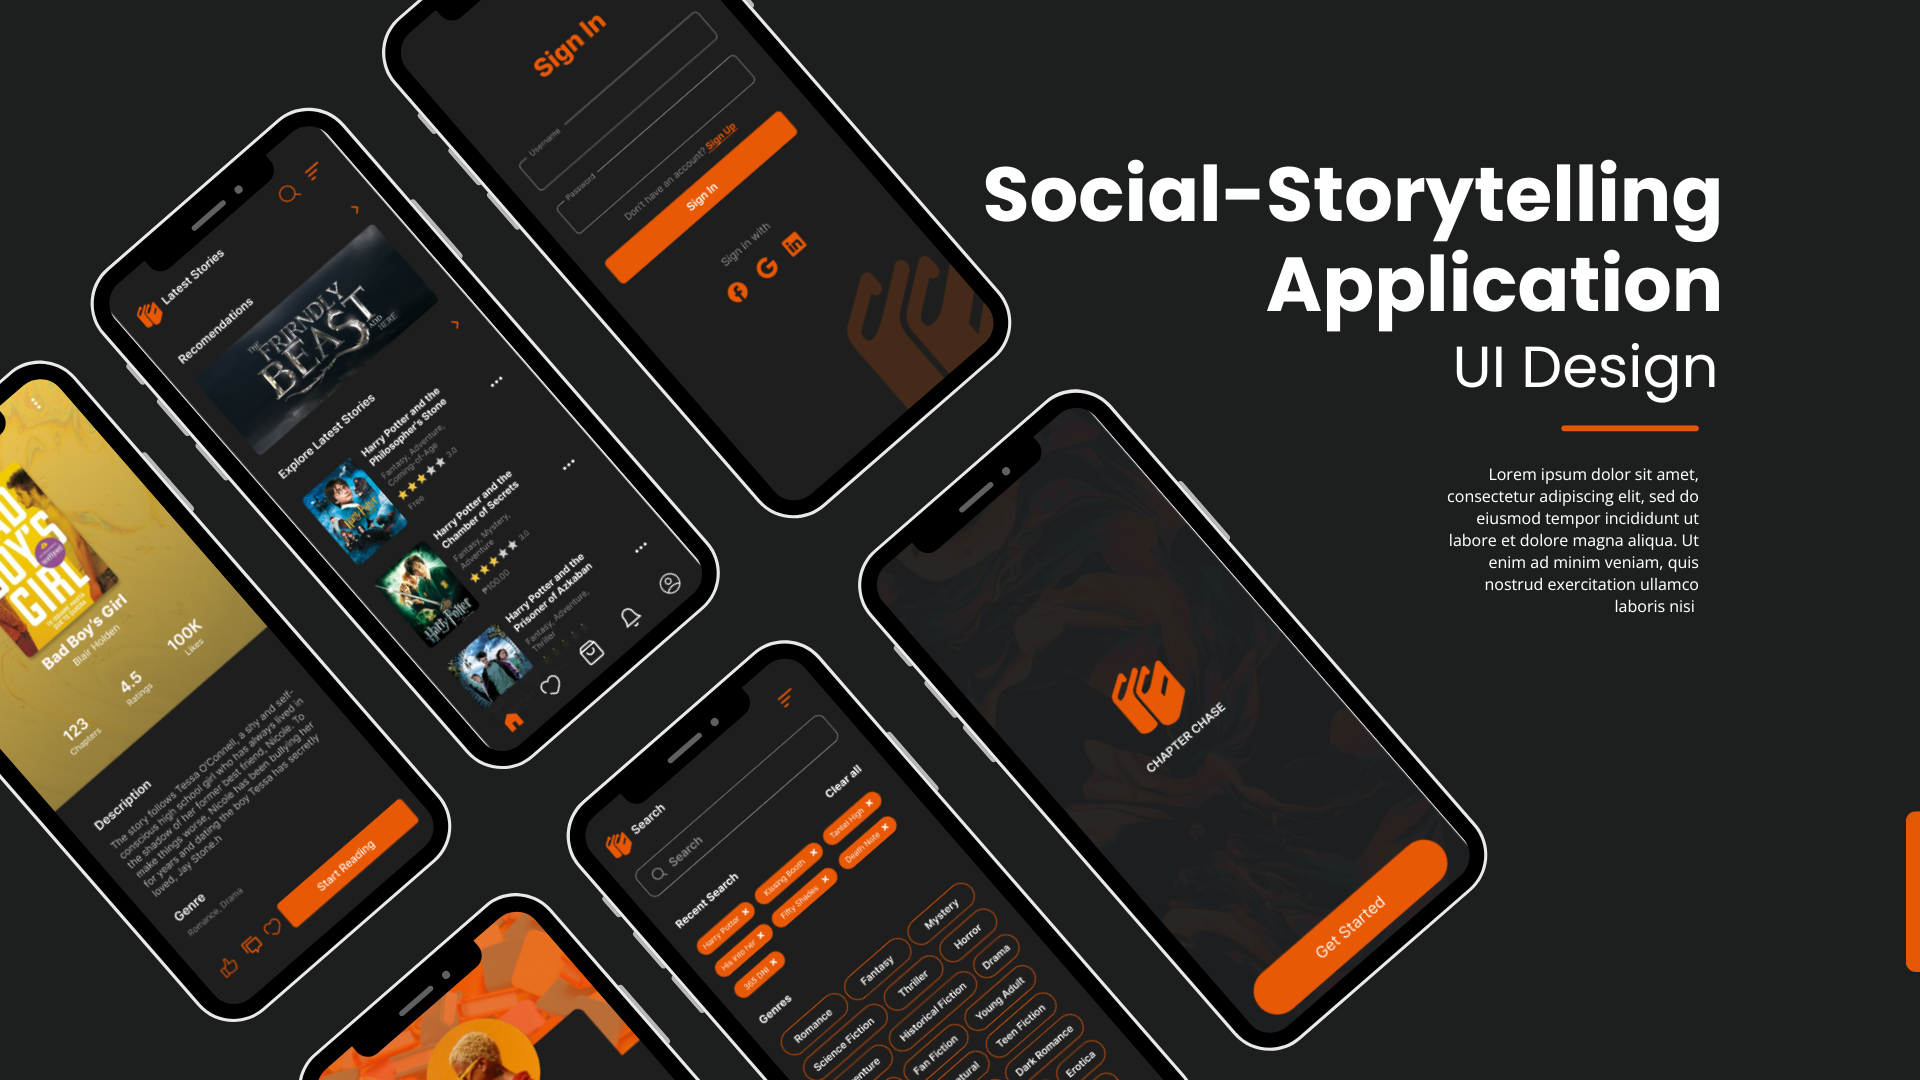 Social-Storytelling
Application
UI Design
Lorem ipsum dolor sit amet,
consectetur adipiscing elit, sed do
eiusmod tempor incididunt ut
labore et dolore magna aliqua. Ut
enim ad minim veniam, quis
nostrud exercitation ullamco
laboris nisi
Sign In
Username
Password
Don't have an account? Sign Up
Sign In
Sign in with
Latest Stories
Recomendations
THE
FRIRNDLY
BEAST
AND
HERE
Explore Latest Stories
Harry Potter and the
Philosopher's Stone
Fantasy, Adventure,
Coming-of-Age
3.0
Free
Harry Potter and the
Chamber of Secrets
Fantasy, Mystery,
Adventure
3.0
₱100.00
Harry Potter
Harry Potter and the
Prisoner of Azkaban
Fantasy, Adventure,
Thriller
BOY'S
GIRL
Bad Boy's Girl
Blair Holden
123
Chapters
4.5
Ratings
100K
Likes
Description
The story follows Tessa O'Connell, a shy and self-
conscious high school girl who has always lived in
the shadow of her former best friend, Nicole. To
make things worse, Nicole has been bullying her
for years and dating the boy Tessa has secretly
loved, Jay Stone.h
Genre
Romance, Drama
Start Reading
Search
Search
Recent Search
Clear all
Harry Potter ×
Kissing Booth ×
Tantei High ×
His into her ×
Fifty Shades ×
Death Note ×
365 DNI ×
Genres
Romance
Fantasy
Mystery
Science Fiction
Thriller
Horror
Historical Fiction
Drama
Fan Fiction
Young Adult
Teen Fiction
Dark Romance
Erotica
CHAPTER CHASE
Get Started